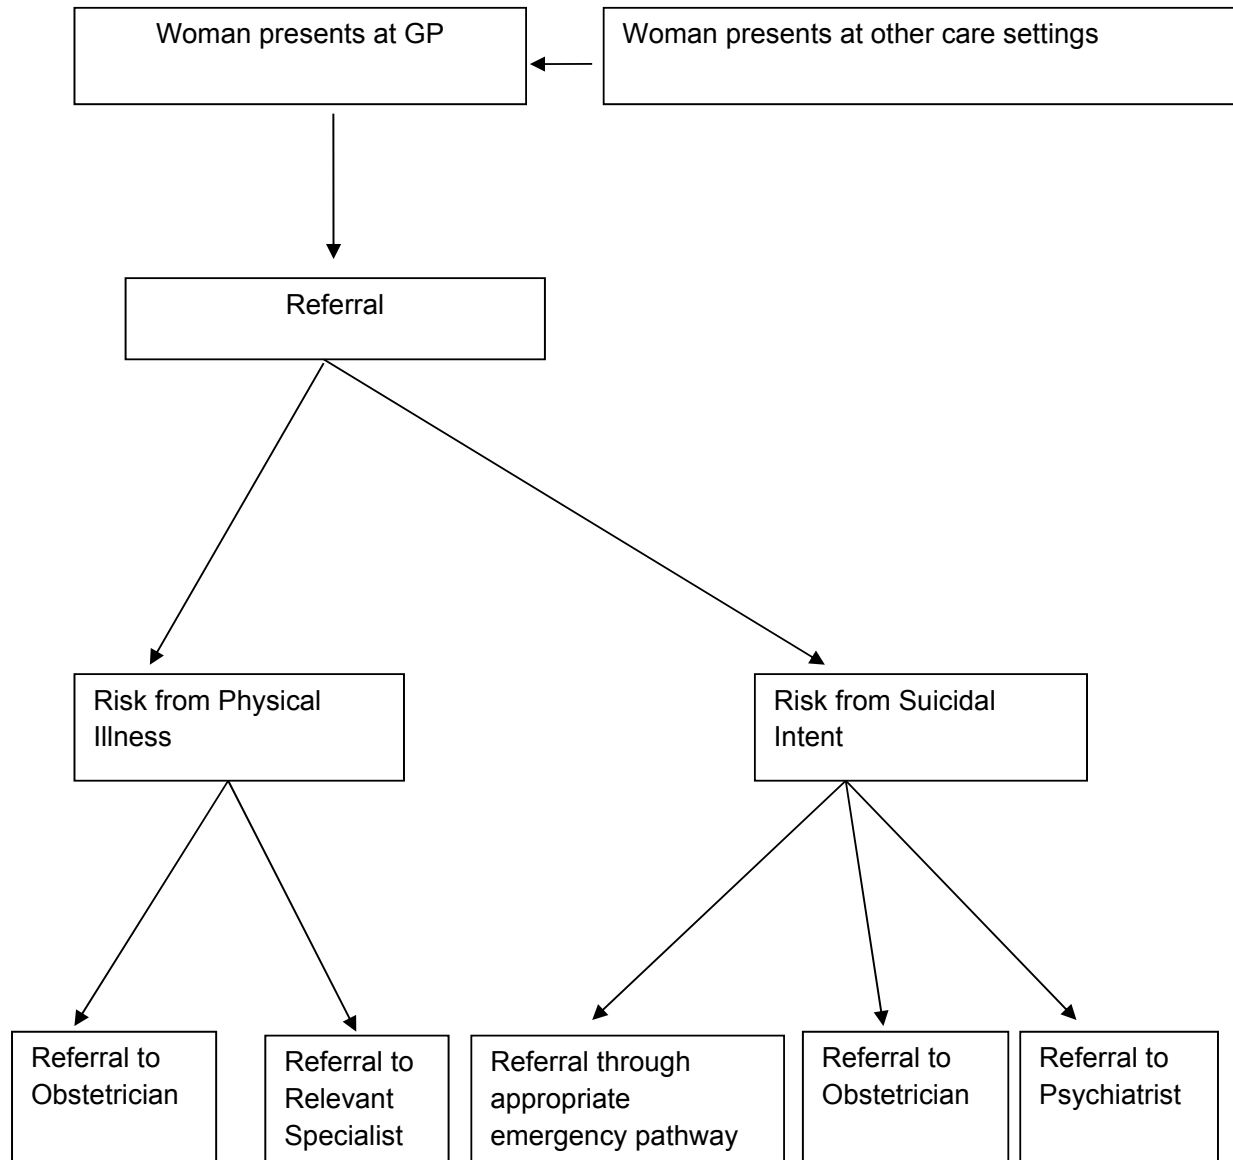 Woman presents at GP
Woman presents at other care settings
Referral
Risk from Physical
Illness
Risk from Suicidal
Intent
Referral to
Obstetrician
Referral to
Relevant
Specialist
Referral through
appropriate
emergency pathway
Referral to
Obstetrician
Referral to
Psychiatrist